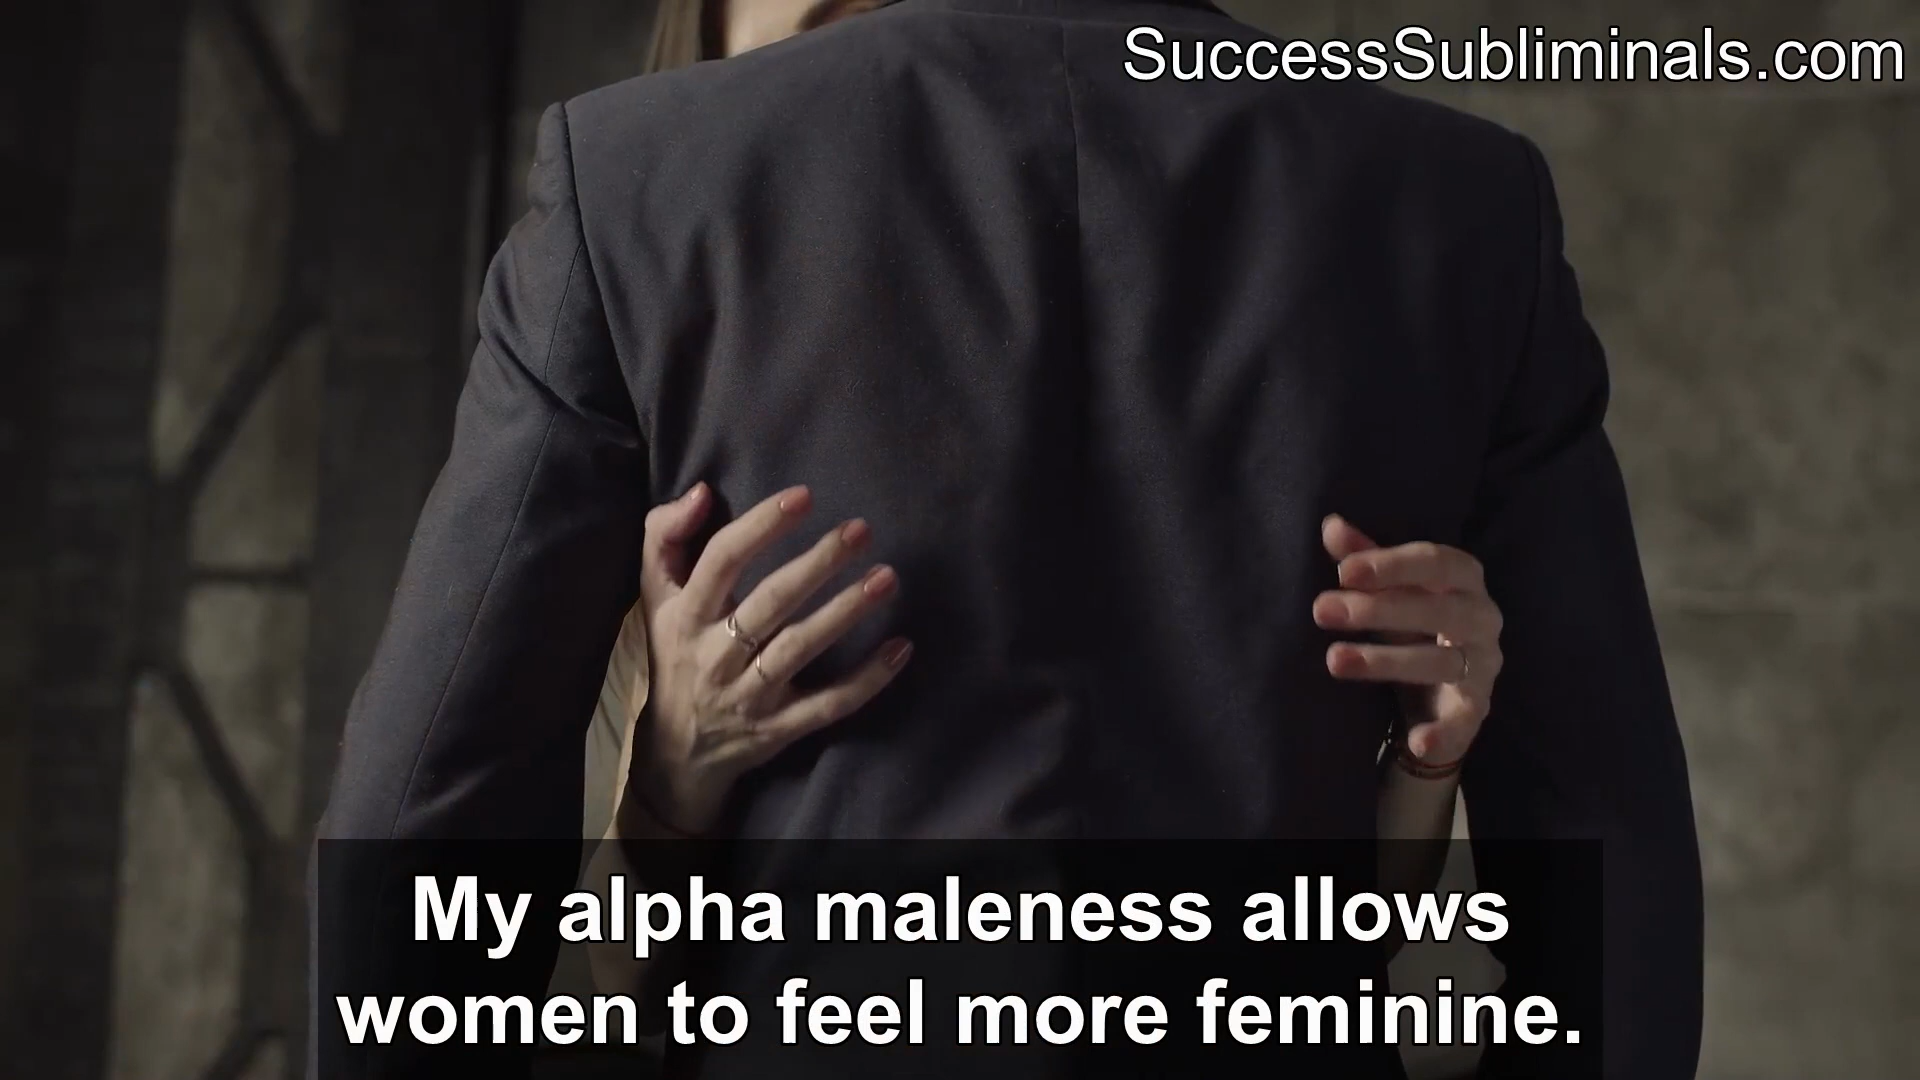 SuccessSubliminals.com
My alpha maleness allows
women to feel more feminine.